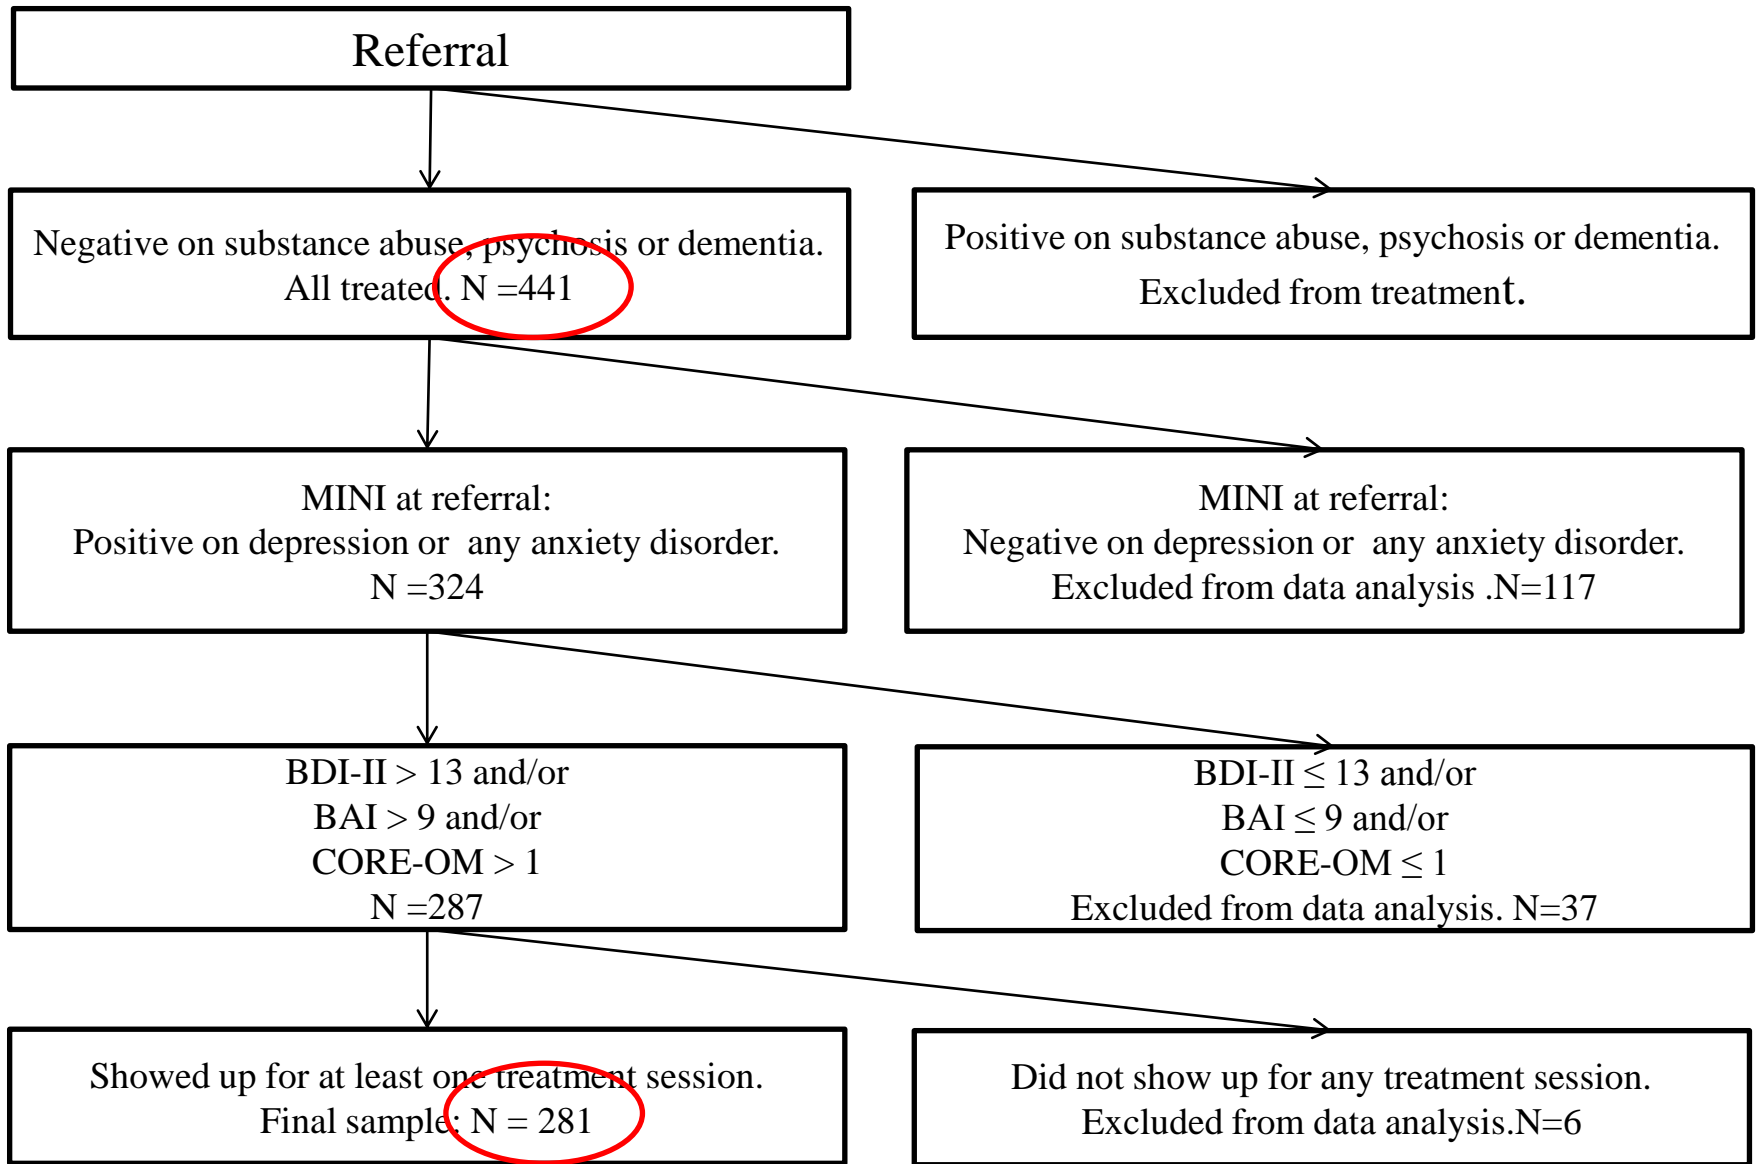 Referral
Negative on substance abuse, psychosis or dementia.
All treated. N =441
Positive on substance abuse, psychosis or dementia.
Excluded from treatment.
MINI at referral:
Positive on depression or  any anxiety disorder.
N =324
MINI at referral:
Negative on depression or  any anxiety disorder.
Excluded from data analysis .N=117
BDI-II > 13 and/or
BAI > 9 and/or
CORE-OM > 1
N =287
BDI-II ≤ 13 and/or
BAI ≤ 9 and/or
CORE-OM ≤ 1
Excluded from data analysis. N=37
Showed up for at least one treatment session.
Final sample: N = 281
Did not show up for any treatment session.
Excluded from data analysis.N=6